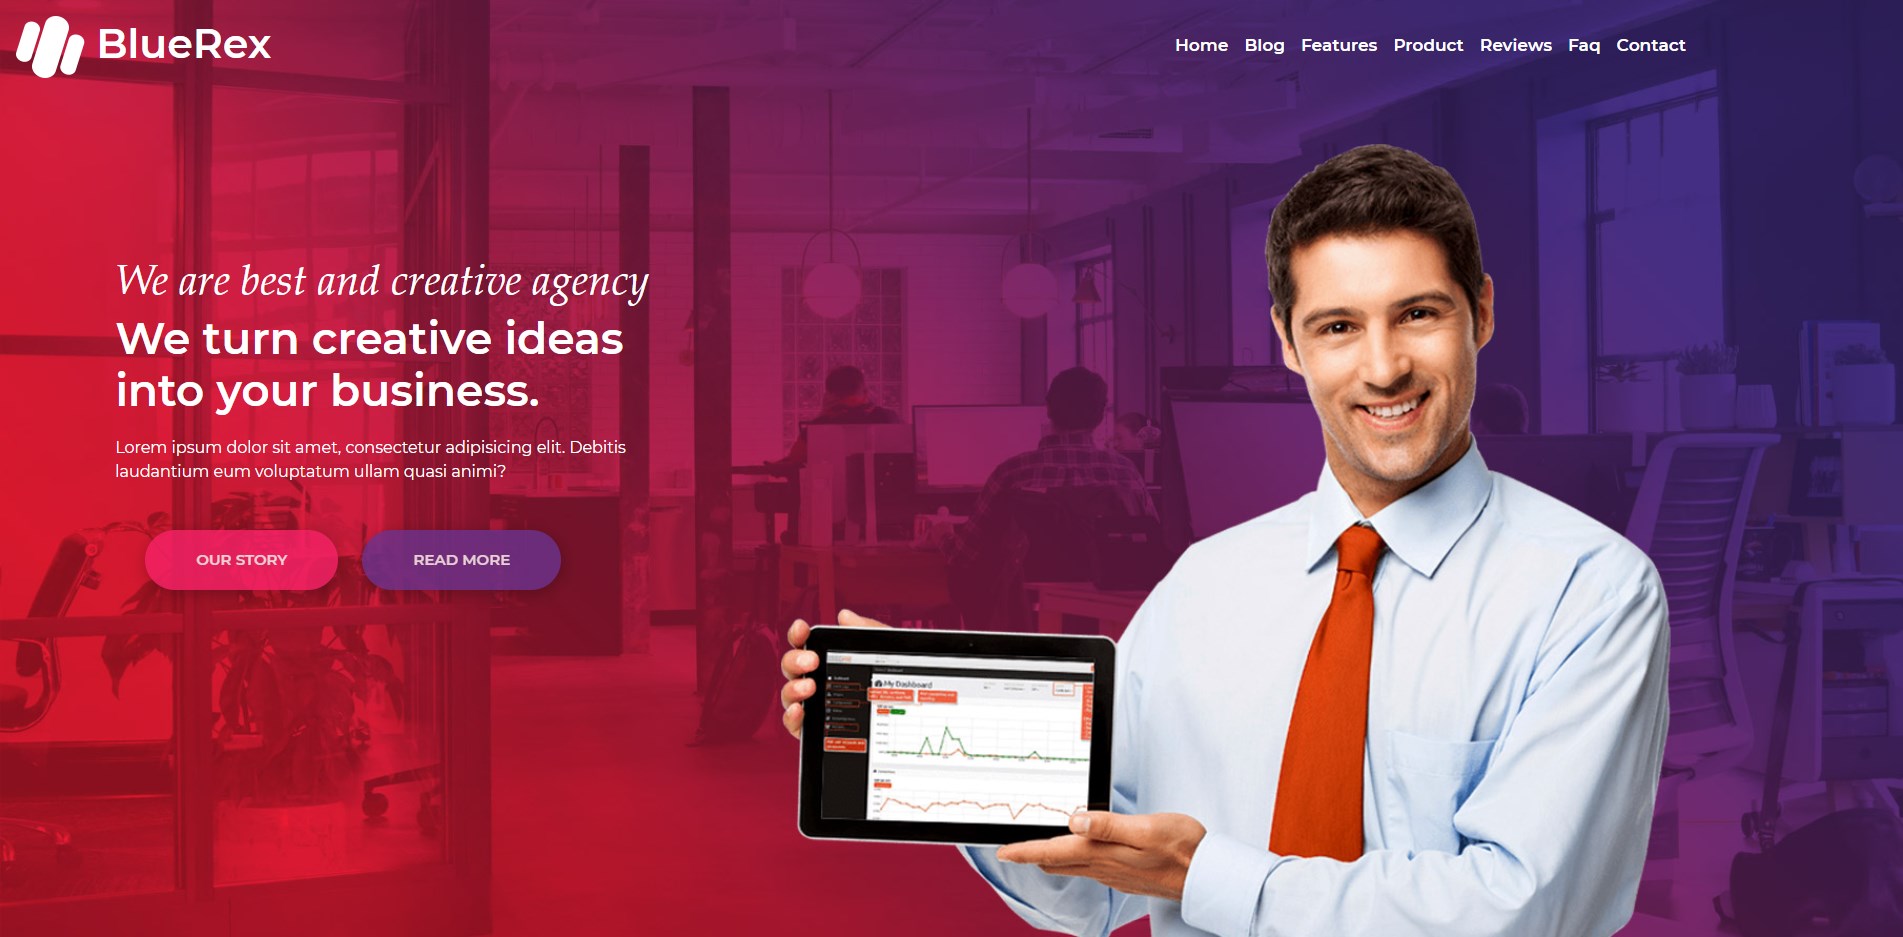 BlueRex
Home Blog Features Product Reviews Faq Contact
We are best and creative agency
We turn creative ideas
into your business.
Lorem ipsum dolor sit amet, consectetur adipisicing elit. Debitis
laudantium eum voluptatum ullam quasi animi?
OUR STORY READ MORE
My Dashboard